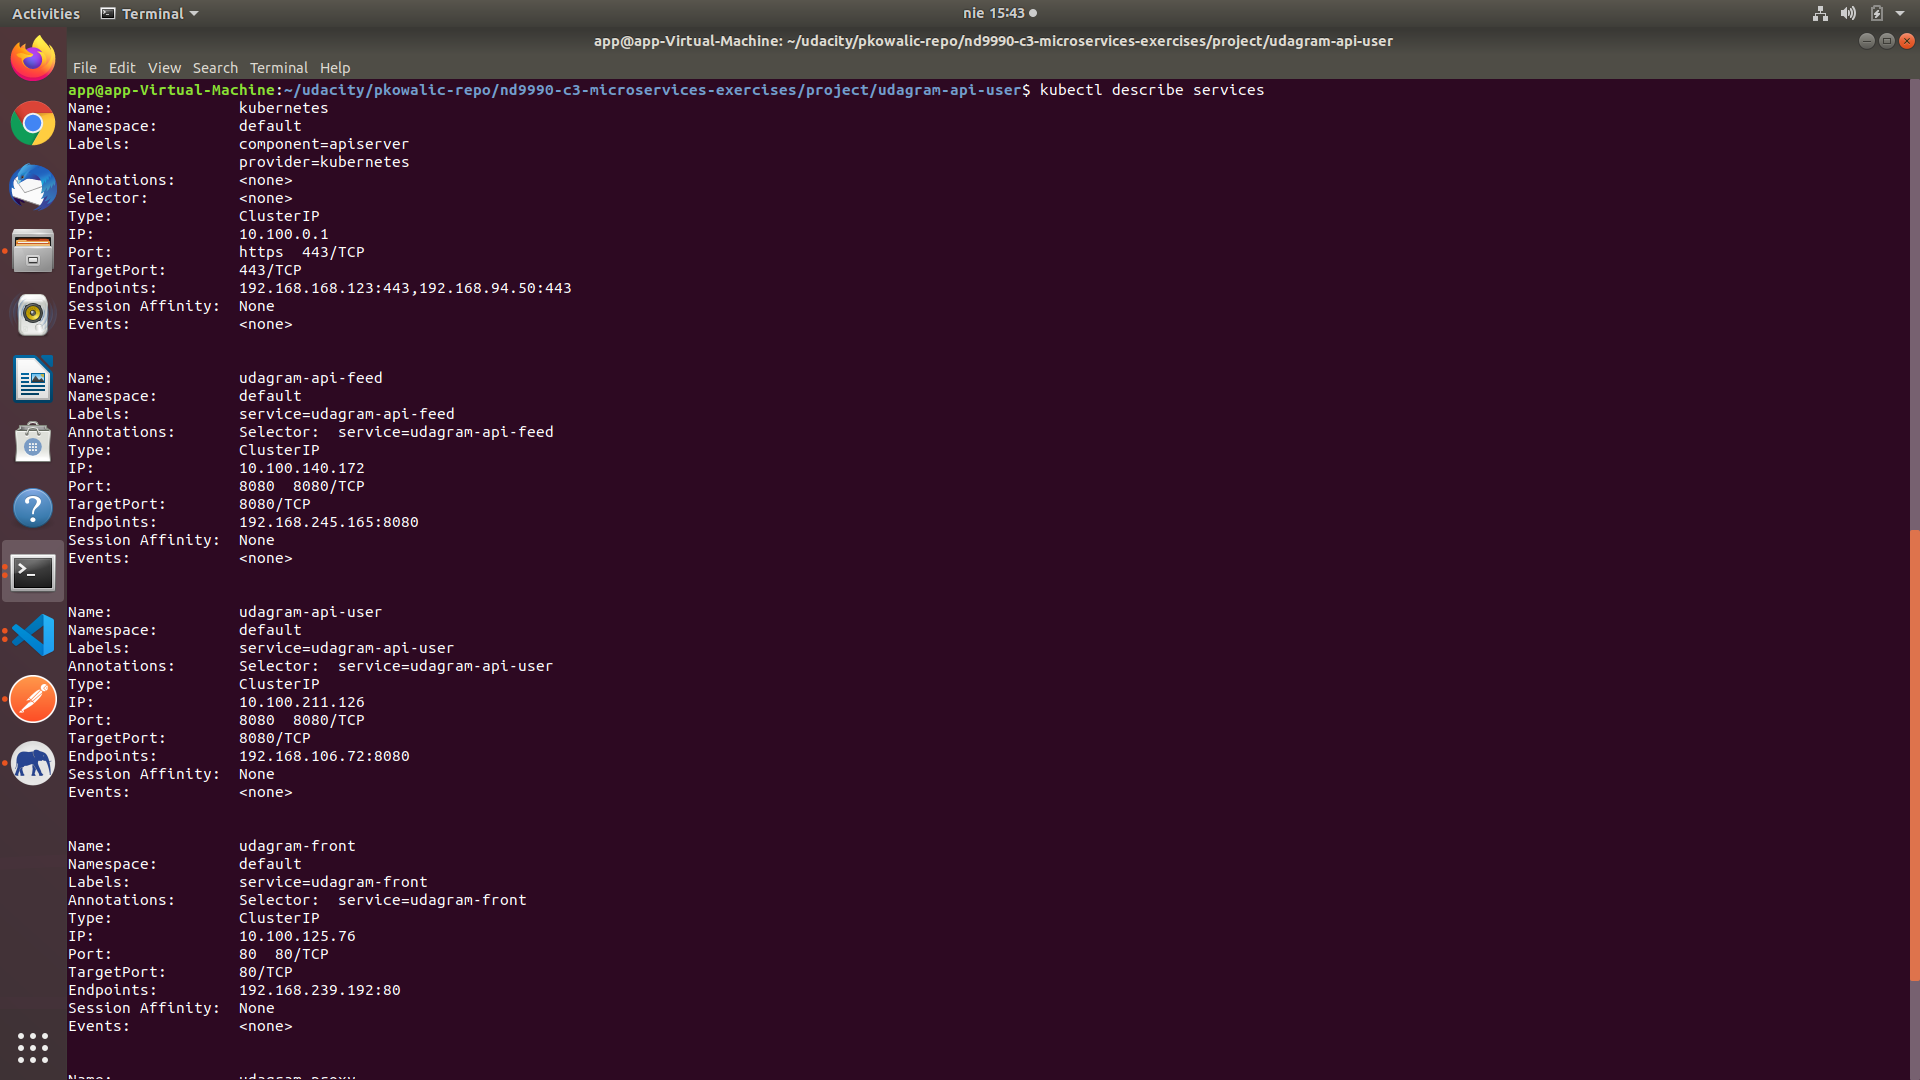 Activities Terminal nie 15:43
app@app-Virtual-Machine: ~/udacity/pkowalic-repo/nd9990-c3-microservices-exercises/project/udagram-api-user
File Edit View Search Terminal Help
app@app-Virtual-Machine:~/udacity/pkowalic-repo/nd9990-c3-microservices-exercises/project/udagram-api-user$ kubectl describe services
Name: kubernetes
Namespace: default
Labels: component=apiserver
provider=kubernetes
Annotations: <none>
Selector: <none>
Type: ClusterIP
IP: 10.100.0.1
Port: https 443/TCP
TargetPort: 443/TCP
Endpoints: 192.168.168.123:443,192.168.94.50:443
Session Affinity: None
Events: <none>
Name: udagram-api-feed
Namespace: default
Labels: service=udagram-api-feed
Annotations: Selector: service=udagram-api-feed
Type: ClusterIP
IP: 10.100.140.172
Port: 8080 8080/TCP
TargetPort: 8080/TCP
Endpoints: 192.168.245.165:8080
Session Affinity: None
Events: <none>
Name: udagram-api-user
Namespace: default
Labels: service=udagram-api-user
Annotations: Selector: service=udagram-api-user
Type: ClusterIP
IP: 10.100.211.126
Port: 8080 8080/TCP
TargetPort: 8080/TCP
Endpoints: 192.168.106.72:8080
Session Affinity: None
Events: <none>
Name: udagram-front
Namespace: default
Labels: service=udagram-front
Annotations: Selector: service=udagram-front
Type: ClusterIP
IP: 10.100.125.76
Port: 80 80/TCP
TargetPort: 80/TCP
Endpoints: 192.168.239.192:80
Session Affinity: None
Events: <none>
Name: udagram-proxy